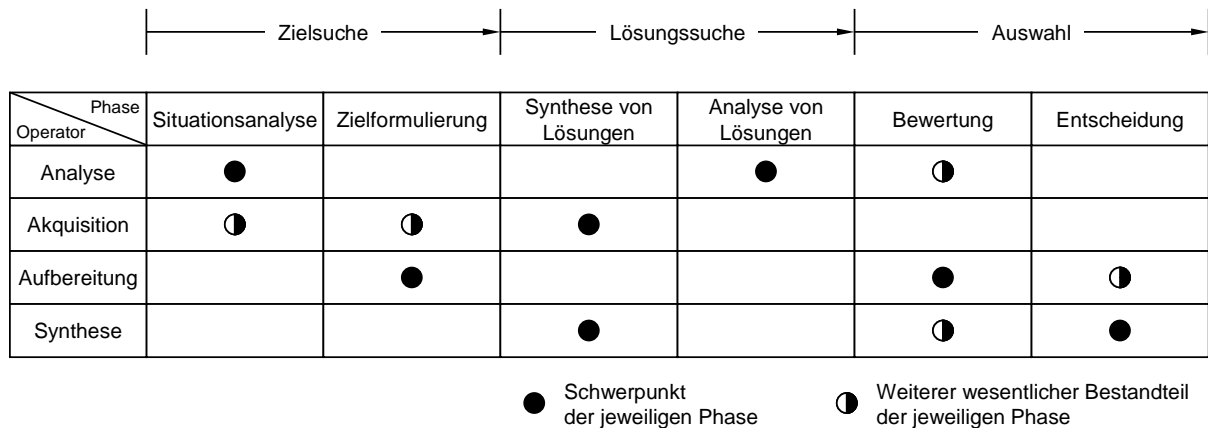 Zielsuche
Lösungssuche
Auswahl
Phase
Operator
Situationsanalyse
Zielformulierung
Synthese von
Lösungen
Analyse von
Lösungen
Bewertung
Entscheidung
Analyse
Akquisition
Aufbereitung
Synthese
Schwerpunkt
der jeweiligen Phase
Weiterer wesentlicher Bestandteil
der jeweiligen Phase